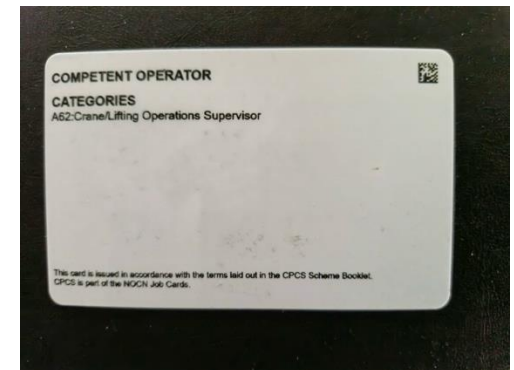 COMPETENT OPERATOR
CATEGORIES
A62:Crane/Lifting Operations Supervisor
This card is issued in accordance with the terms laid out in the CPCS Scheme Booklet.
CPCS is part of the NOCN Job Cards.